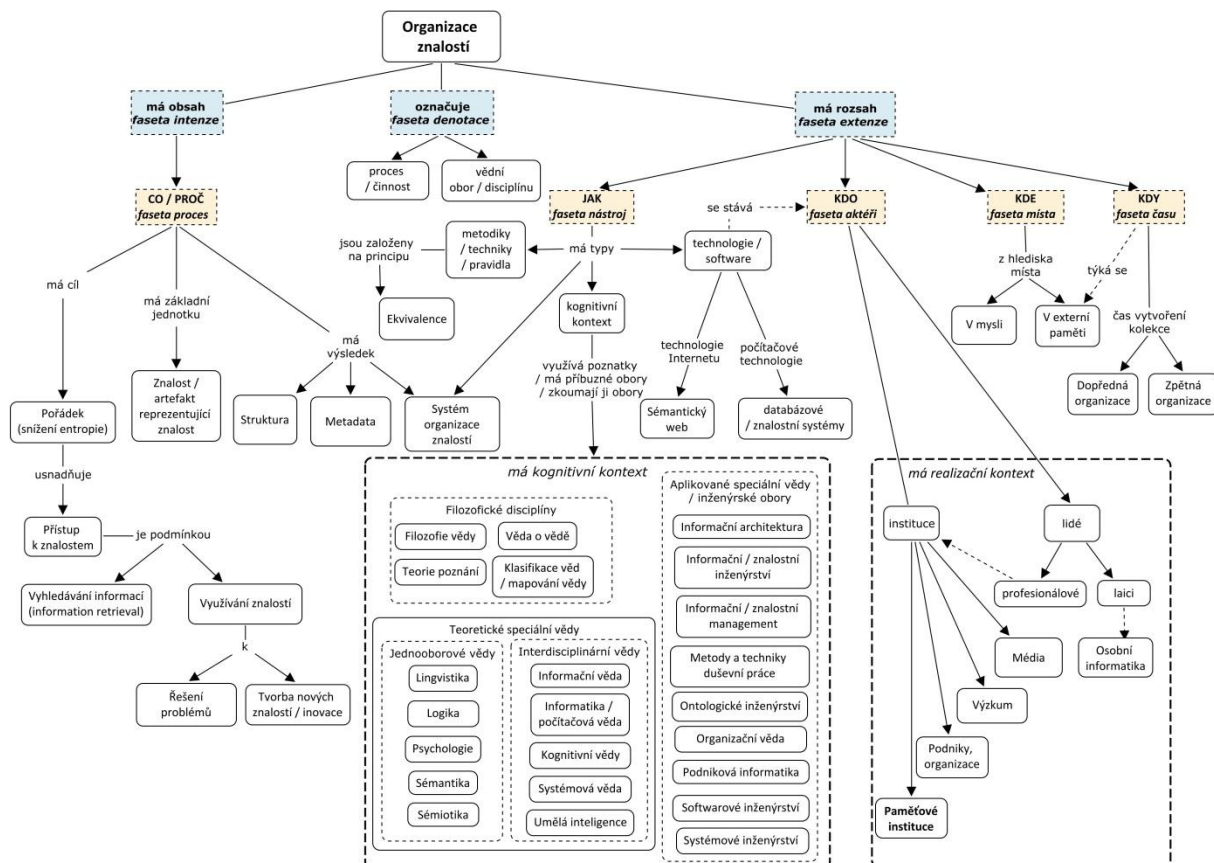 Organizace
znalostí
má obsah
faseta intenze
označuje
faseta denotace
má rozsah
faseta extenze
proces
/ činnost
vědní
obor / disciplínu
CO / PROČ
faseta proces
JAK
faseta nástroj
se stává
KDO
faseta aktéři
KDE
faseta místa
KDY
faseta času
jsou založeny
na principu
metodiky
/ techniky
/ pravidla
má typy
technologie /
software
z hlediska
místa
týká se
má cíl
má základní
jednotku
Ekvivalence
kognitivní
kontext
V mysli
V externí
paměti
čas vytvoření
kolekce
má
výsledek
využívá poznatky
/ má příbuzné obory
/ zkoumají ji obory
technologie
Internetu
počítačové
technologie
Dopředná
organizace
Zpětná
organizace
Pořádek
(snížení entropie)
Znalost /
artefakt
reprezentující
znalost
Struktura
Metadata
Systém
organizace
znalostí
Sémantický
web
databázové
/ znalostní systémy
usnadňuje
Přístup
k znalostem
je podmínkou
Vyhledávání informací
(information retrieval)
Využívání znalostí
k
Řešení
problémů
Tvorba nových
znalostí / inovace
má kognitivní kontext
Filozofické disciplíny
Filozofie vědy
Věda o vědě
Teorie poznání
Klasifikace věd
/ mapování vědy
Teoretické speciální vědy
Jednooborové vědy
Lingvistika
Logika
Psychologie
Sémantika
Sémiotika
Interdisciplinární vědy
Informační věda
Informatika /
počítačová věda
Kognitivní vědy
Systémová věda
Umělá inteligence
Aplikované speciální vědy
/ inženýrské obory
Informační architektura
Informační / znalostní
inženýrství
Informační / znalostní
management
Metody a techniky
duševní práce
Ontologické inženýrství
Organizační věda
Podniková informatika
Softwarové inženýrství
Systémové inženýrství
má realizační kontext
instituce
lidé
profesionálové
laici
Média
Osobní
informatika
Výzkum
Podniky,
organizace
Paměťové
instituce